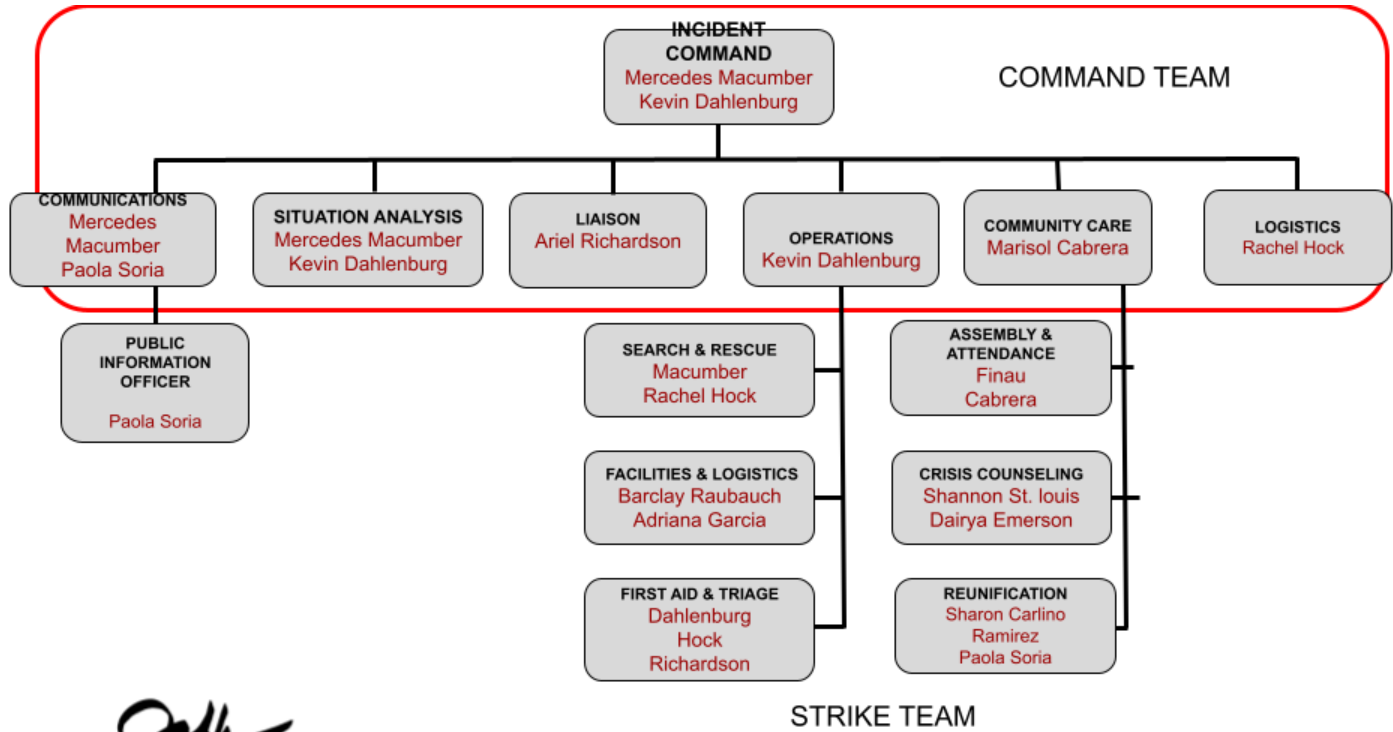 INCIDENT
COMMAND
Mercedes Macumber
Kevin Dahlenburg
COMMAND TEAM
COMMUNICATIONS
Mercedes
Macumber
Paola Soria
SITUATION ANALYSIS
Mercedes Macumber
Kevin Dahlenburg
LIAISON
Ariel Richardson
OPERATIONS
Kevin Dahlenburg
COMMUNITY CARE
Marisol Cabrera
LOGISTICS
Rachel Hock
PUBLIC
INFORMATION
OFFICER
Paola Soria
SEARCH & RESCUE
Macumber
Rachel Hock
ASSEMBLY &
ATTENDANCE
Finau
Cabrera
FACILITIES & LOGISTICS
Barclay Raubauch
Adriana Garcia
CRISIS COUNSELING
Shannon St. louis
Dairya Emerson
FIRST AID & TRIAGE
Dahlenburg
Hock
Richardson
REUNIFICATION
Sharon Carlino
Ramirez
Paola Soria
STRIKE TEAM